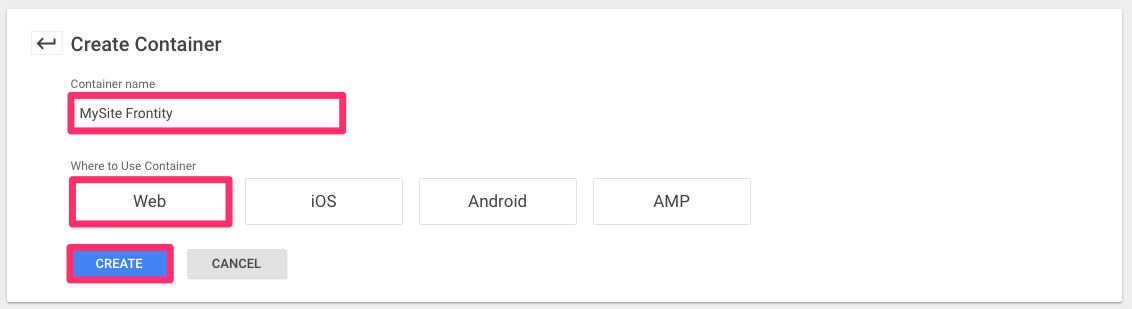 Create Container
Container name
MySite Frontity
Where to Use Container
Web iOS Android AMP
CREATE CANCEL